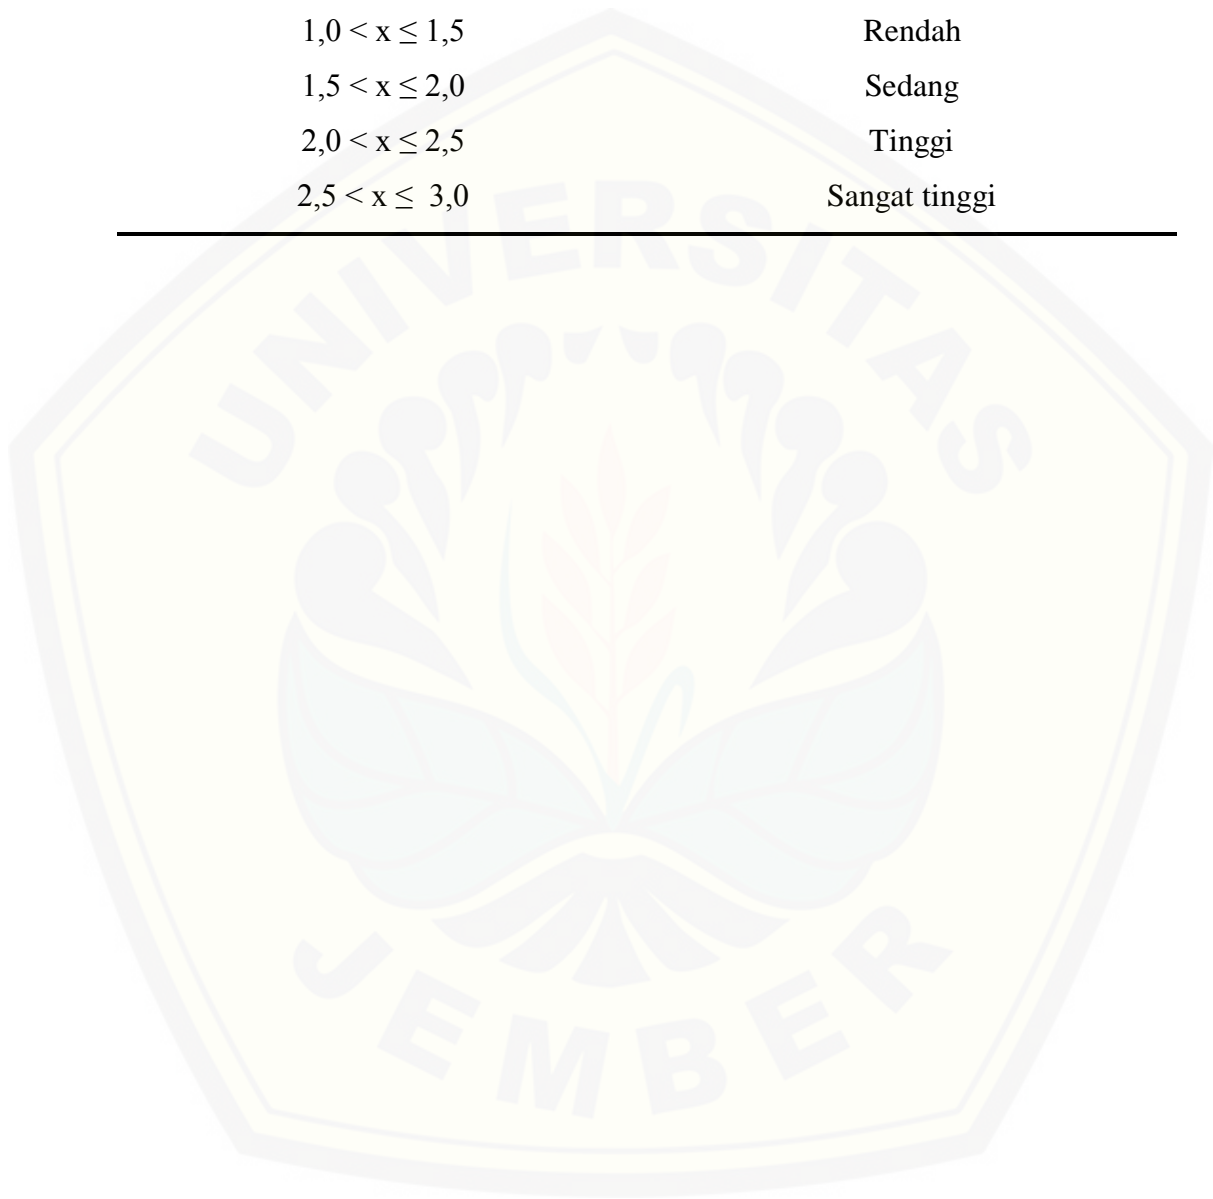 1,0 < x ≤ 1,5 Rendah
1,5 < x ≤ 2,0 Sedang
2,0 < x ≤ 2,5 Tinggi
2,5 < x ≤ 3,0 Sangat tinggi
UNIVERSITAS
JEMBER